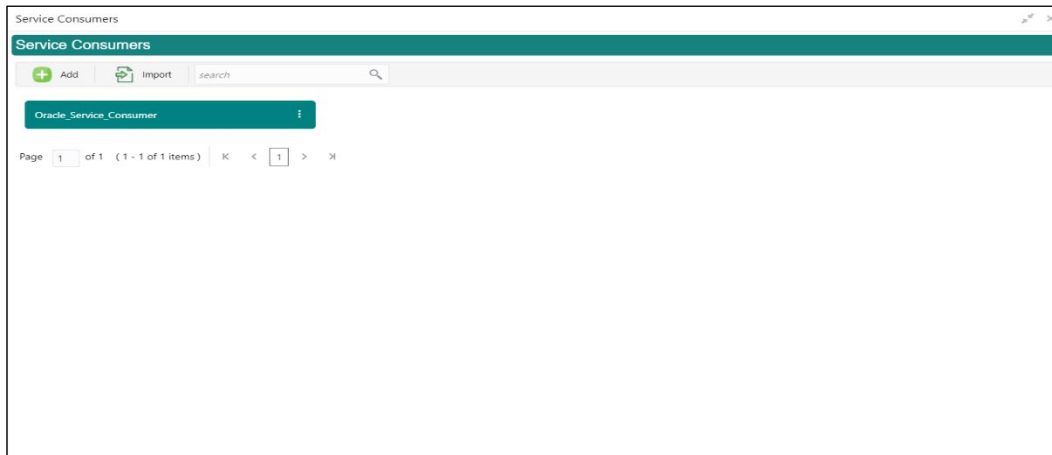 Service Consumers
Service Consumers
Add Import search
Oracle_Service_Consumer
Page 1 of 1 (1 - 1 of 1 items) K < 1 > >|